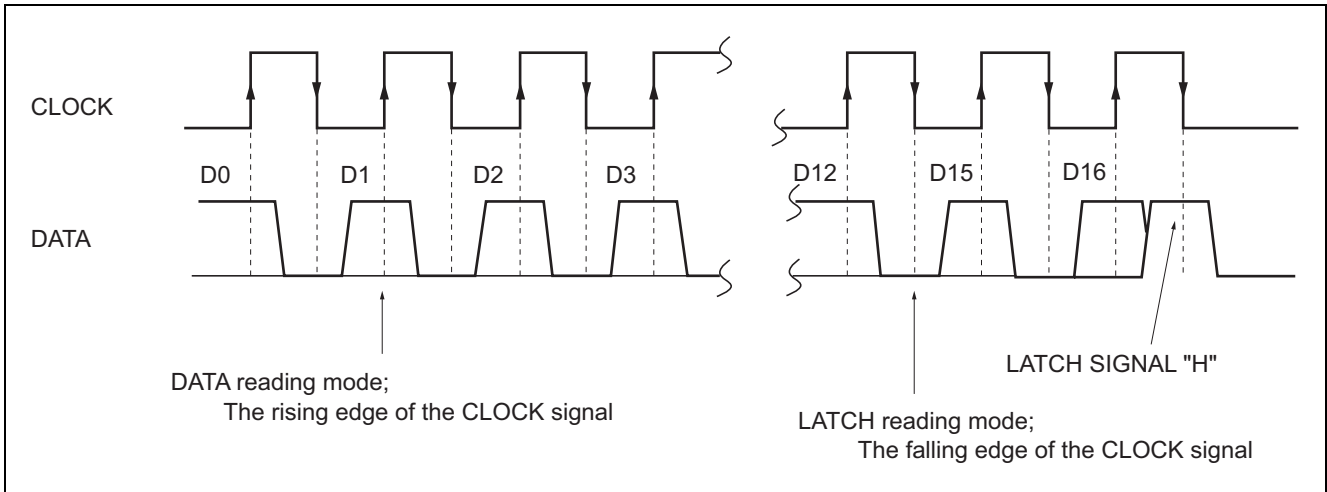 CLOCK
D0 D1 D2 D3 D12 D15 D16
DATA
LATCH SIGNAL "H"
DATA reading mode;
The rising edge of the CLOCK signal
LATCH reading mode;
The falling edge of the CLOCK signal